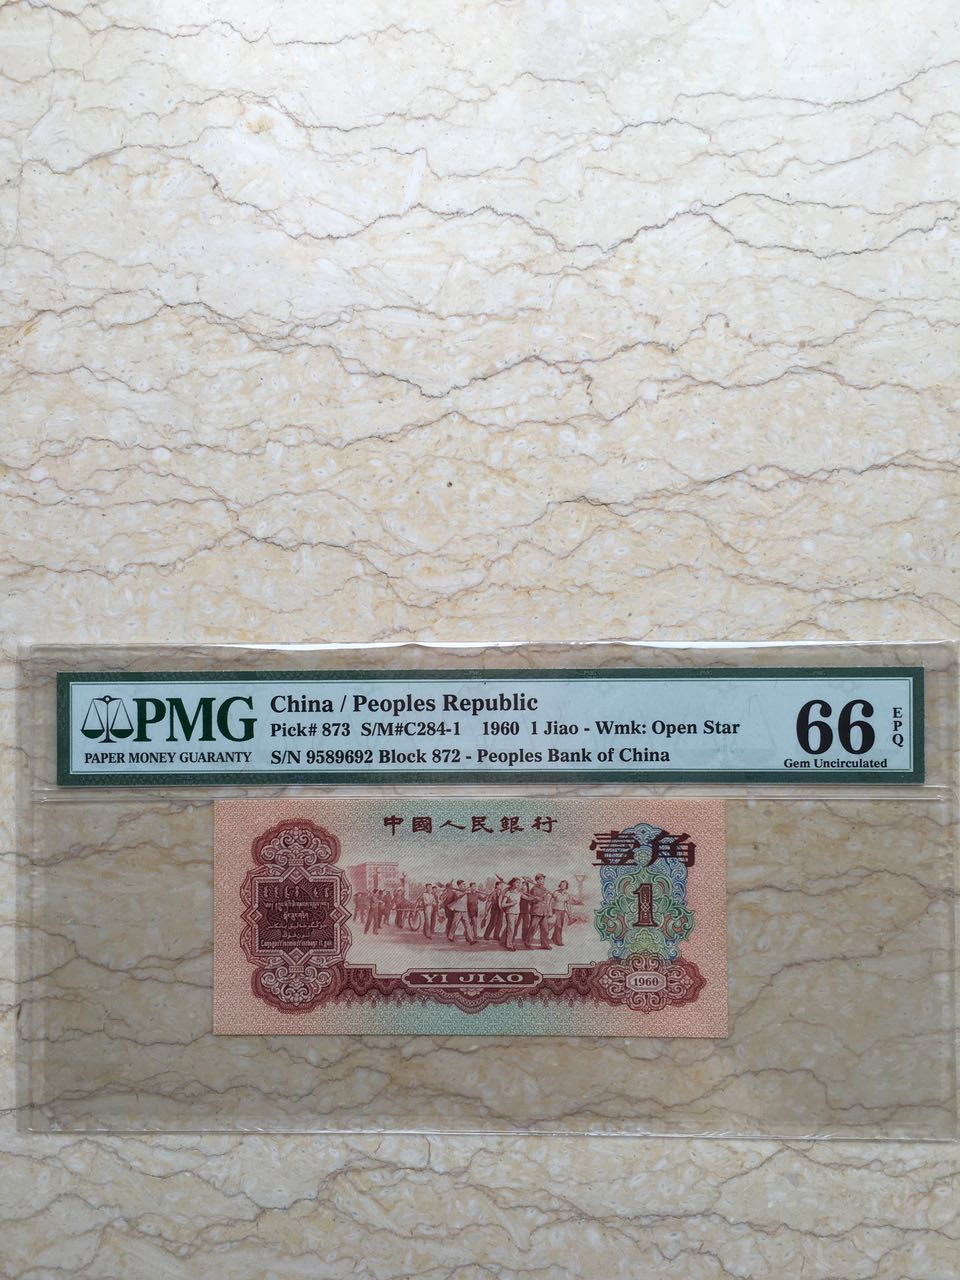 PMG
PAPER MONEY GUARANTY
China / Peoples Republic
Pick# 873 S/M#C284-1 1960 1 Jiao - Wmk: Open Star
S/N 9589692 Block 872 - Peoples Bank of China
66
EPQ
Gem Uncirculated
中國人民銀行
壹角
1
YI JIAO
1960